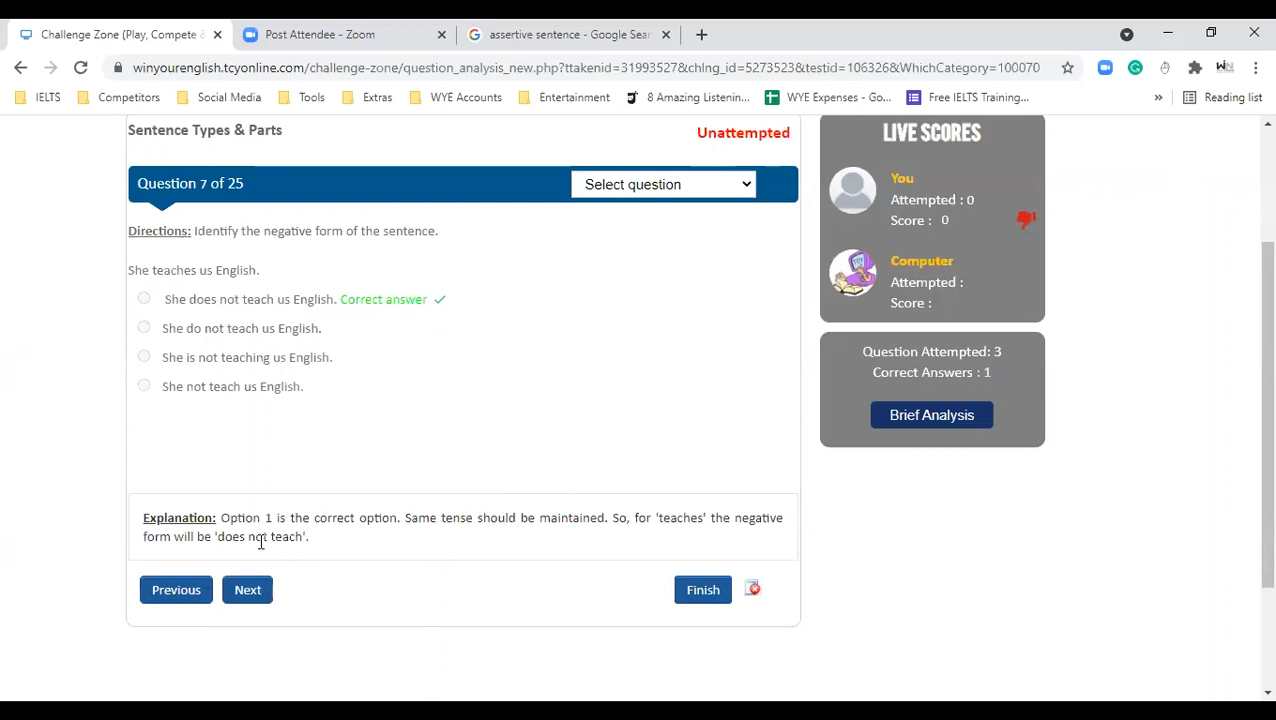 Challenge Zone (Play, Compete &
Post Attendee - Zoom
assetive sentence - Google Sear
winyourenglish.tcyonline.com/challenge-zone/question_analysis_new.php?ttakenid=31993527&chlng_id=5273523&testid=106326&WhichCategory=100070
IELTS
Competitors
Social Media
Tools
Extras
WYE Accounts
Entertainment
8 Amazing Listenin...
WYE Expenses - Go...
Free IELTS Training...
»
Reading list
Sentence Types & Parts
Unattempted
Question 7 of 25
Select question
Directions: Identify the negative form of the sentence.
She teaches us English.
She does not teach us English. Correct answer ✓
She do not teach us English.
She is not teaching us English.
She not teach us English.
Explanation: Option 1 is the correct option. Same tense should be maintained. So, for 'teaches' the negative
form will be 'does not teach'.
Previous
Next
Finish
LIVE SCORES
You
Attempted : 0
Score : 0
Computer
Attempted :
Score :
Question Attempted: 3
Correct Answers : 1
Brief Analysis